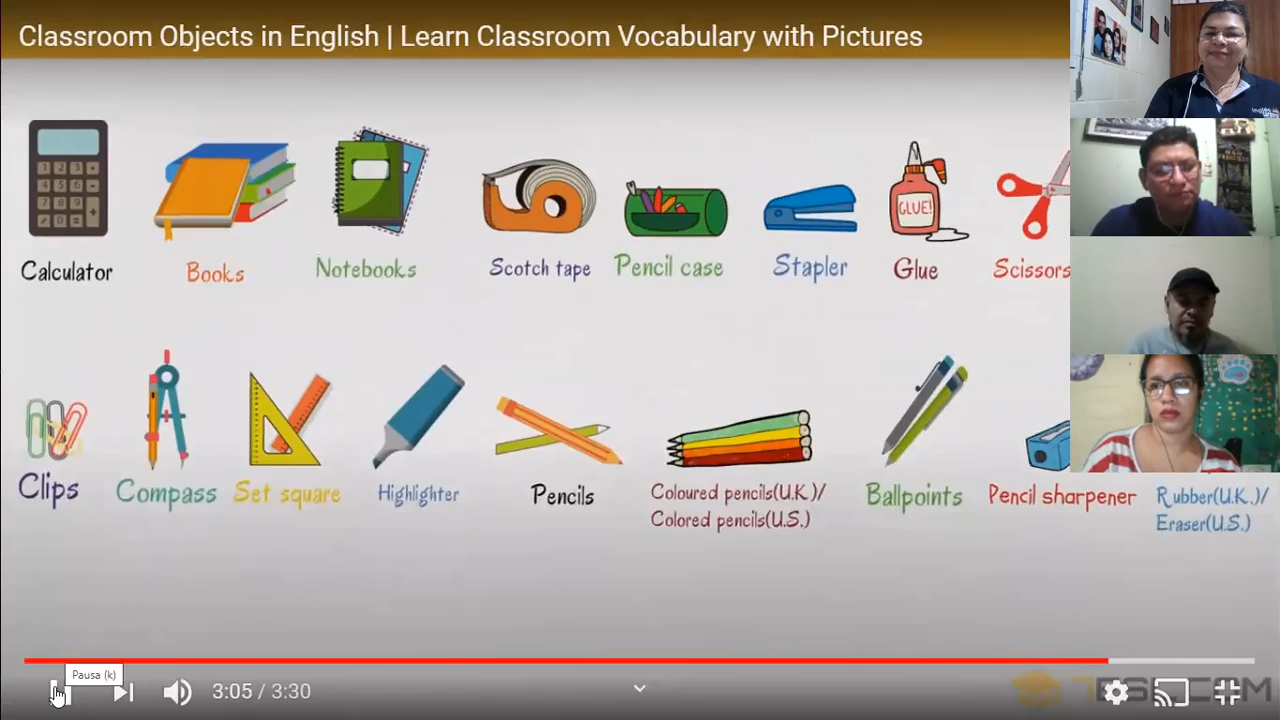 Classroom Objects in English | Learn Classroom Vocabulary with Pictures
GLUE!
Calculator
Books
Notebooks
Scotch tape
Pencil case
Stapler
Glue
Scissors
Clips
Compass
Set square
Highlighter
Pencils
Coloured pencils(U.K.)/
Colored pencils(U.S.)
Ballpoints
Pencil sharpener
Rubber(U.K.)/
Eraser(U.S.)
Pausa (k)
3:05 / 3:30